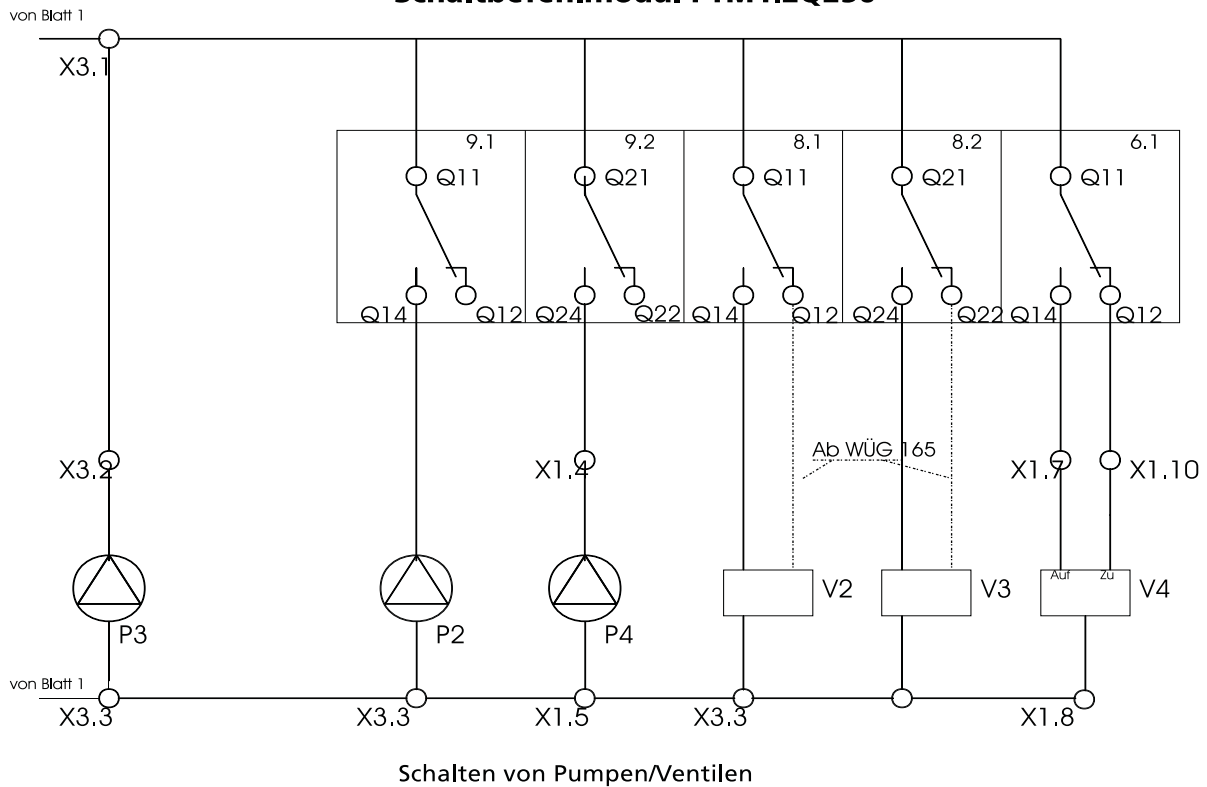 von Blatt 1
X3.1
9.1
9.2
8.1
8.2
6.1
Q11
Q21
Q11
Q21
Q11
Q14
Q12
Q24
Q22
Q14
Q12
Q24
Q22
Q14
Q12
Ab WÜG 165
X3.2
X1.4
X1.7
X1.10
Auf
Zu
V2
V3
V4
P3
P2
P4
von Blatt 1
X3.3
X3.3
X1.5
X3.3
X1.8
Schalten von Pumpen/Ventilen